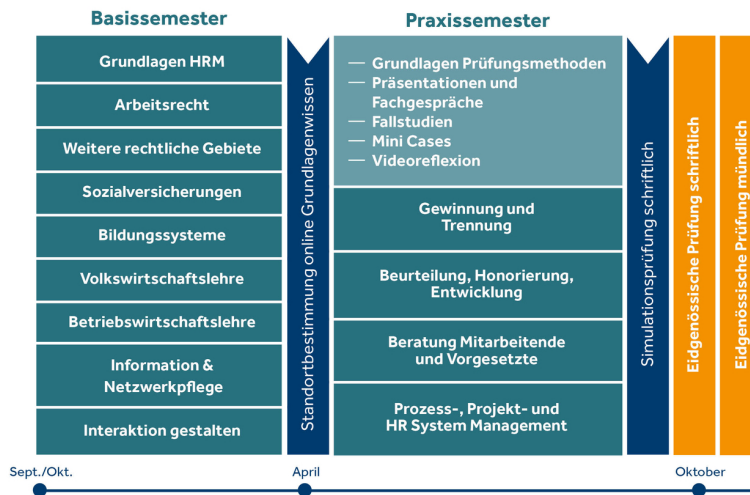 Basissemester
Grundlagen HRM
Arbeitsrecht
Weitere rechtliche Gebiete
Sozialversicherungen
Bildungssysteme
Volkswirtschaftslehre
Betriebswirtschaftslehre
Information &
Netzwerkpflege
Interaktion gestalten
Standortbestimmung online Grundlagenwissen
Praxissemester
— Grundlagen Prüfungsmethoden
— Präsentationen und
Fachgespräche
— Fallstudien
— Mini Cases
— Videoreflexion
Gewinnung und
Trennung
Beurteilung, Honorierung,
Entwicklung
Beratung Mitarbeitende
und Vorgesetzte
Prozess-, Projekt- und
HR System Management
Simulationsprüfung schriftlich
Eidgenössische Prüfung schriftlich
Eidgenössische Prüfung mündlich
Sept./Okt.
April
Oktober